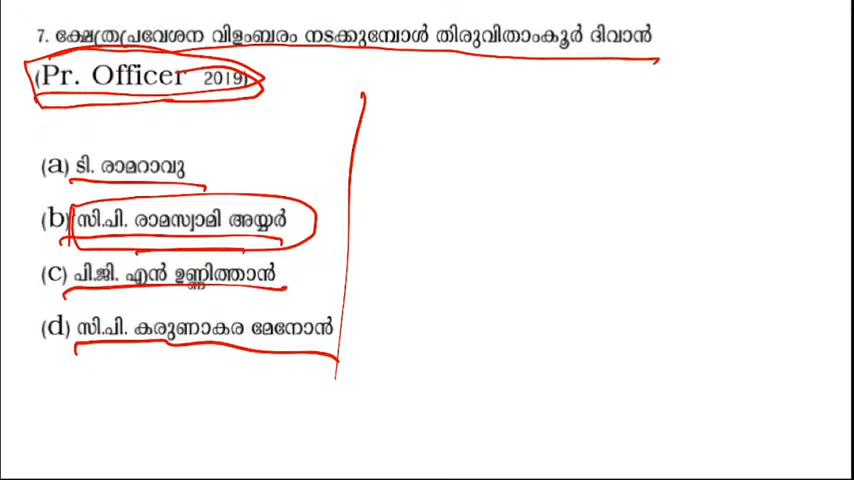 7. ക്ഷേത്രപ്രവേശന വിളംബരം നടക്കുമ്പോൾ തിരുവിതാംകൂർ ദിവാൻ
(Pr. Officer 2019)
(a) ടി. രാമറാവു
(b) സി.പി. രാമസ്വാമി അയ്യർ
(c) പി.ജി. എൻ ഉണ്ണിത്താൻ
(d) സി.പി. കരുണാകര മേനോൻ